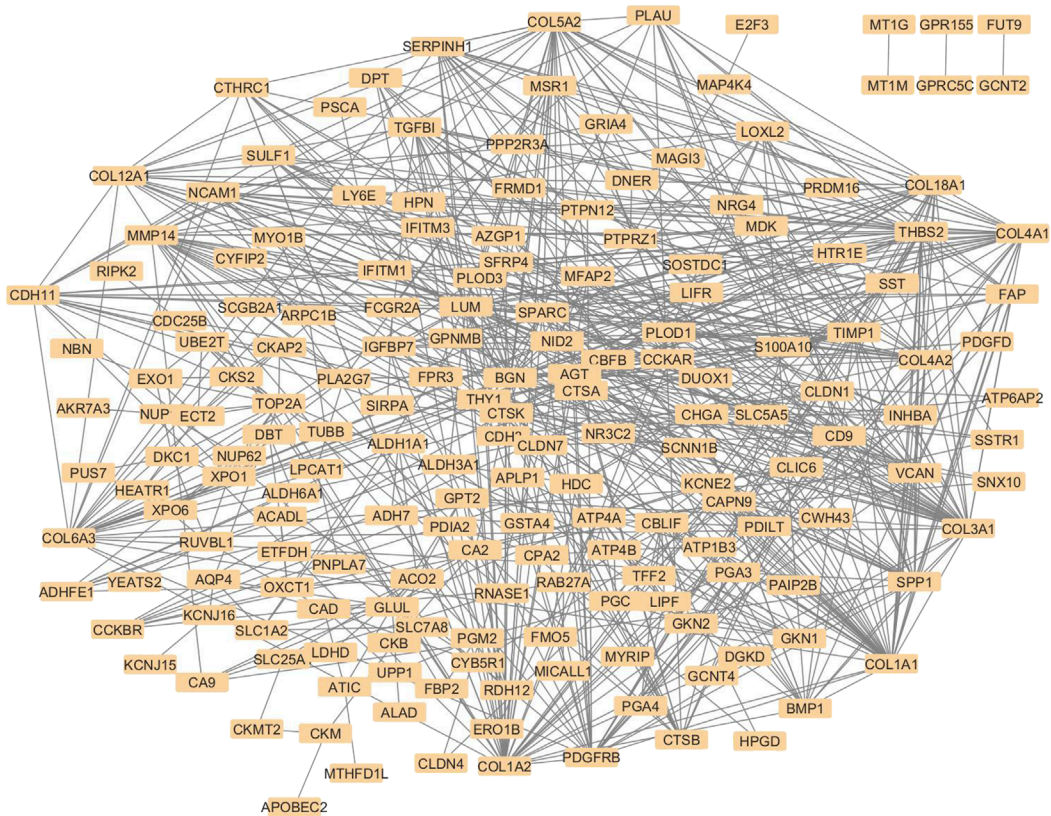 COL5A2
PLAU
E2F3
MT1G
GPR155
FUT9
SERPINH1
CTHRC1
DPT
MSR1
MAP4K4
MT1M
GPRC5C
GCNT2
PSCA
TGFBI
GRIA4
LOXL2
PPP2R3A
SULF1
MAGI3
COL12A1
NCAM1
LY6E
HPN
FRMD1
DNER
PRDM16
COL18A1
NRG4
PTPN12
IFITM3
MDK
MMP14
MYO1B
AZGP1
PTPRZ1
THBS2
COL4A1
CYFIP2
HTR1E
RIPK2
IFITM1
SFRP4
PLOD3
MFAP2
SOSTDC1
SST
CDH11
LIFR
FAP
SCGB2A1
FCGR2A
LUM
SPARC
ARPC1B
CDC25B
PLOD1
TIMP1
NBN
UBE2T
CKAP2
IGFBP7
GPNMB
NID2
S100A10
PDGFD
CBFB
CCKAR
COL4A2
EXO1
CKS2
PLA2G7
FPR3
BGN
AGT
CTSA
DUOX1
CLDN1
ATP6AP2
AKR7A3
NUP
ECT2
TOP2A
SIRPA
THY1
CTSK
CHGA
SLC5A5
INHBA
DBT
TUBB
ALDH1A1
CLDN7
NR3C2
SCNN1B
CD9
SSTR1
PUS7
DKC1
NUP62
LPCAT1
ALDH3A1
CLIC6
VCAN
SNX10
HEATR1
XPO1
ALDH6A1
GPT2
APLP1
HDC
KCNE2
CAPN9
XPO6
ACADL
ADH7
PDIA2
GSTA4
ATP4A
CBLIF
PDILT
CWH43
COL3A1
COL6A3
RUVBL1
ETFDH
PNPLA7
CA2
CPA2
ATP4B
ATP1B3
ADHFE1
YEATS2
AQP4
OXCT1
ACO2
RNASE1
RAB27A
TFF2
PGA3
PAIP2B
SPP1
CAD
GLUL
PGC
LIPF
CCKBR
KCNJ16
SLC1A2
SLC7A8
PGM2
FMO5
GKN2
GKN1
CKB
KCNJ15
SLC25A
LDHD
CYB5R1
MICALL1
MYRIP
DGKD
COL1A1
CA9
ATIC
UPP1
FBP2
RDH12
GCNT4
ALAD
PGA4
BMP1
CKMT2
CKM
ERO1B
CTSB
HPGD
MTHFD1L
CLDN4
COL1A2
PDGFRB
APOBEC2